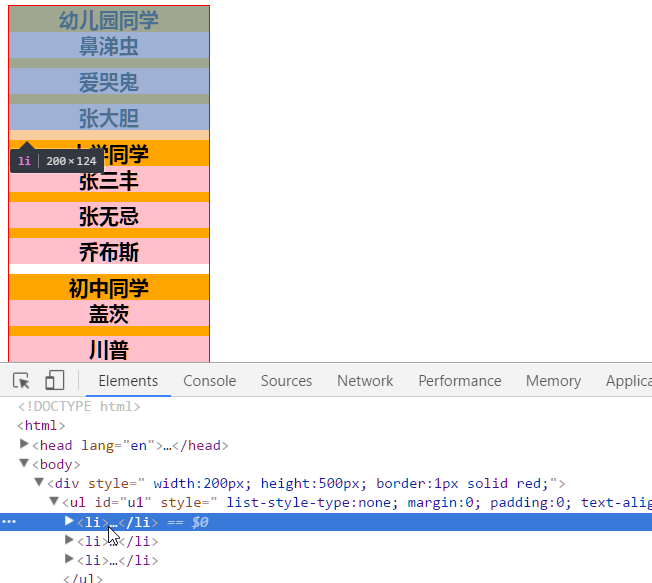 幼儿园同学
鼻涕虫
爱哭鬼
张大胆
li 200×124
学同学
张三丰
张无忌
乔布斯
初中同学
盖茨
川普
Elements Console Sources Network Performance Memory Applica
<!DOCTYPE html>
<html>
<head lang="en">…</head>
<body>
<div style=" width:200px; height:500px; border:1px solid red;">
<ul id="u1" style=" list-style-type:none; margin:0; padding:0; text-alig
<li>…</li> == $0
<li>…</li>
<li>…</li>
</ul>